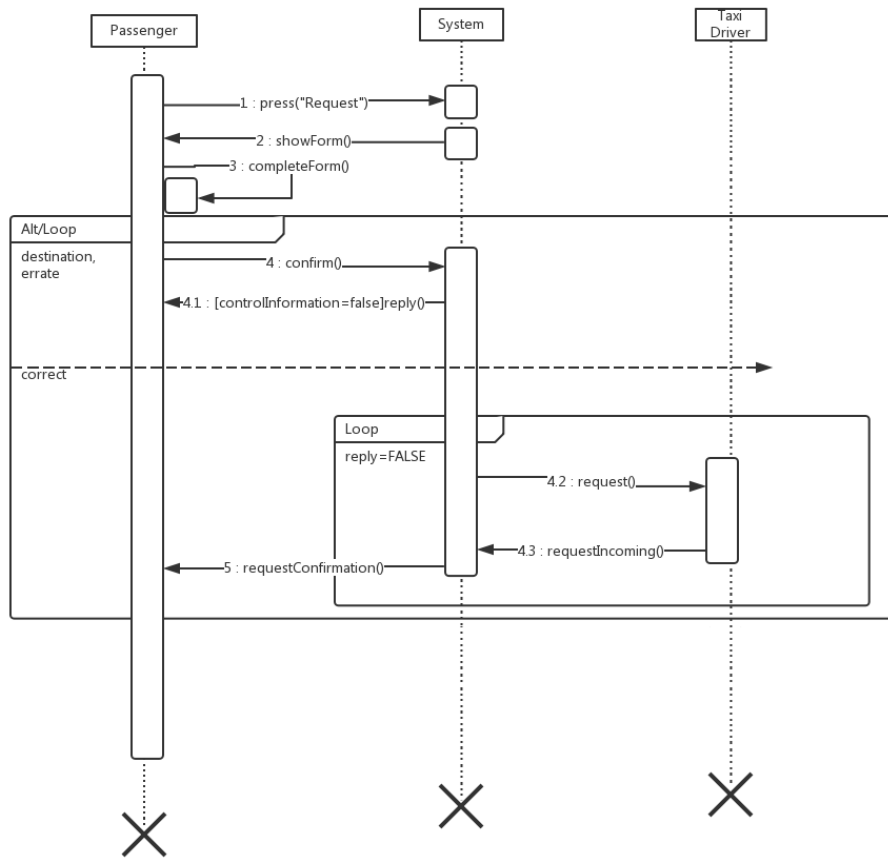 Passenger
System
Taxi
Driver
1 : press("Request")
2 : showForm()
3 : completeForm()
Alt/Loop
destination,
errate
4 : confirm()
4.1 : [controlInformation=false]reply()
correct
Loop
reply=FALSE
4.2 : request()
4.3 : requestIncoming()
5 : requestConfirmation()